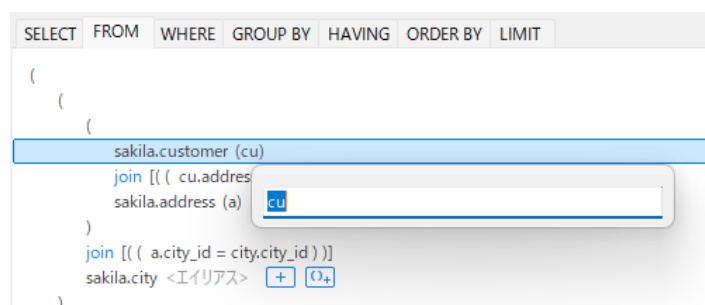 SELECT FROM WHERE GROUP BY HAVING ORDER BY LIMIT
(
(
(
sakila.customer (cu)
join [( ( cu.addres
cu
sakila.address (a)
)
join [( ( a.city_id = city.city_id ) )]
sakila.city <エイリアス> + ()+
)